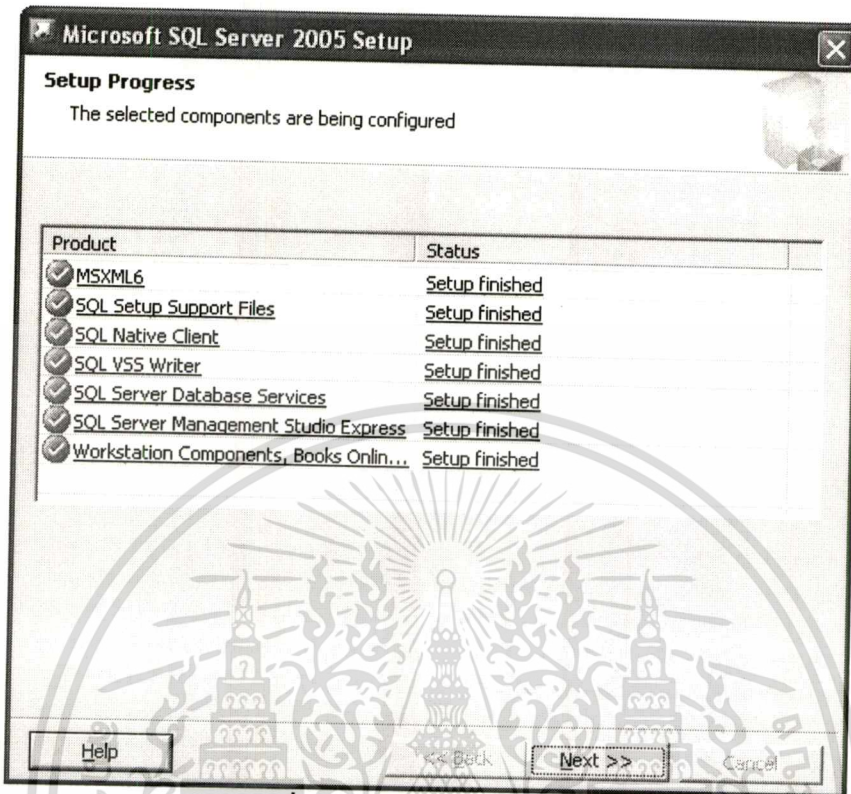 Microsoft SQL Server 2005 Setup
Setup Progress
The selected components are being configured
Product Status
MSXML6 Setup finished
SQL Setup Support Files Setup finished
SQL Native Client Setup finished
SQL VSS Writer Setup finished
SQL Server Database Services Setup finished
SQL Server Management Studio Express Setup finished
Workstation Components, Books Onlin... Setup finished
Help << Back Next >> Cancel